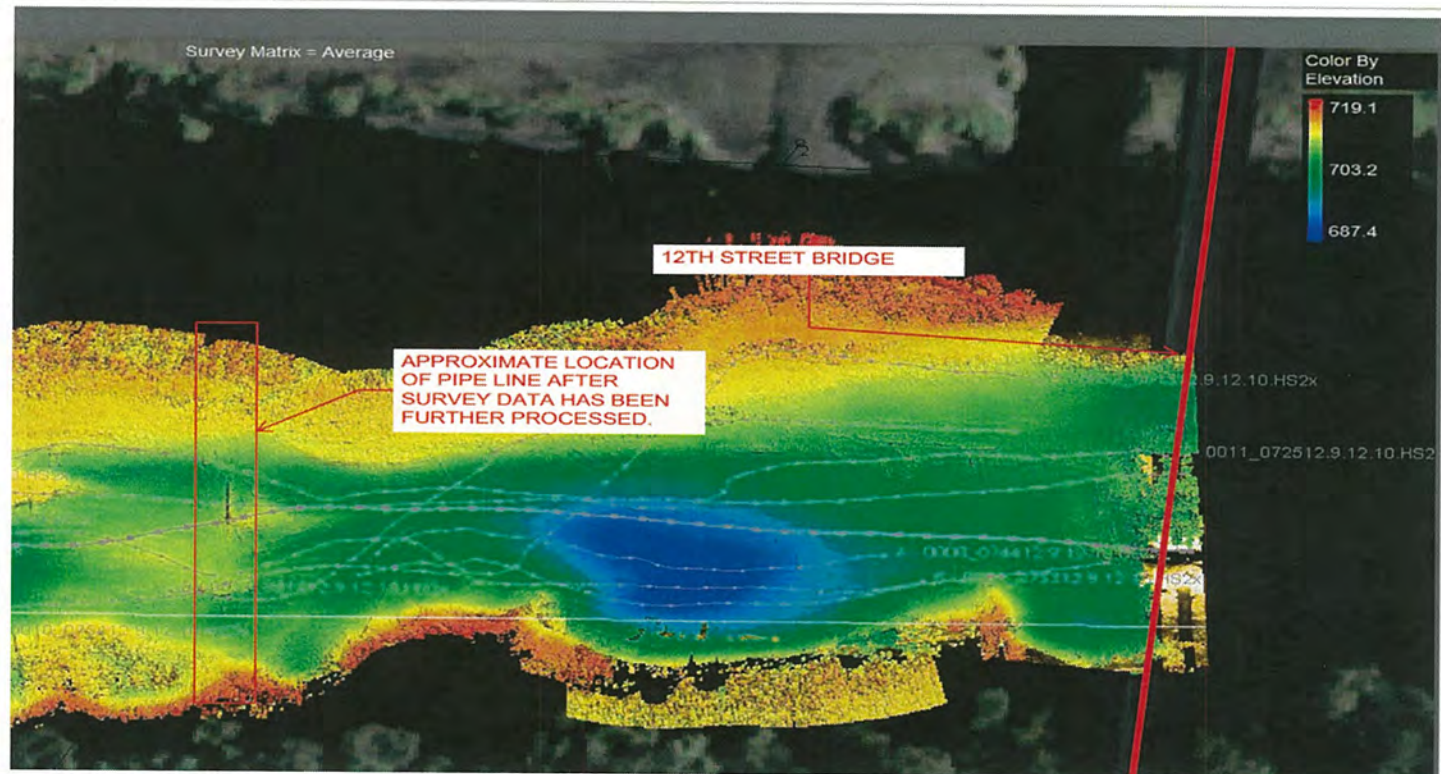 Survey Matrix = Average
Color By
Elevation
719.1
703.2
687.4
12TH STREET BRIDGE
APPROXIMATE LOCATION
OF PIPE LINE AFTER
SURVEY DATA HAS BEEN
FURTHER PROCESSED.
2.9.12.10.HS2x
0011_072512.9.12.10.HS2
HS2x